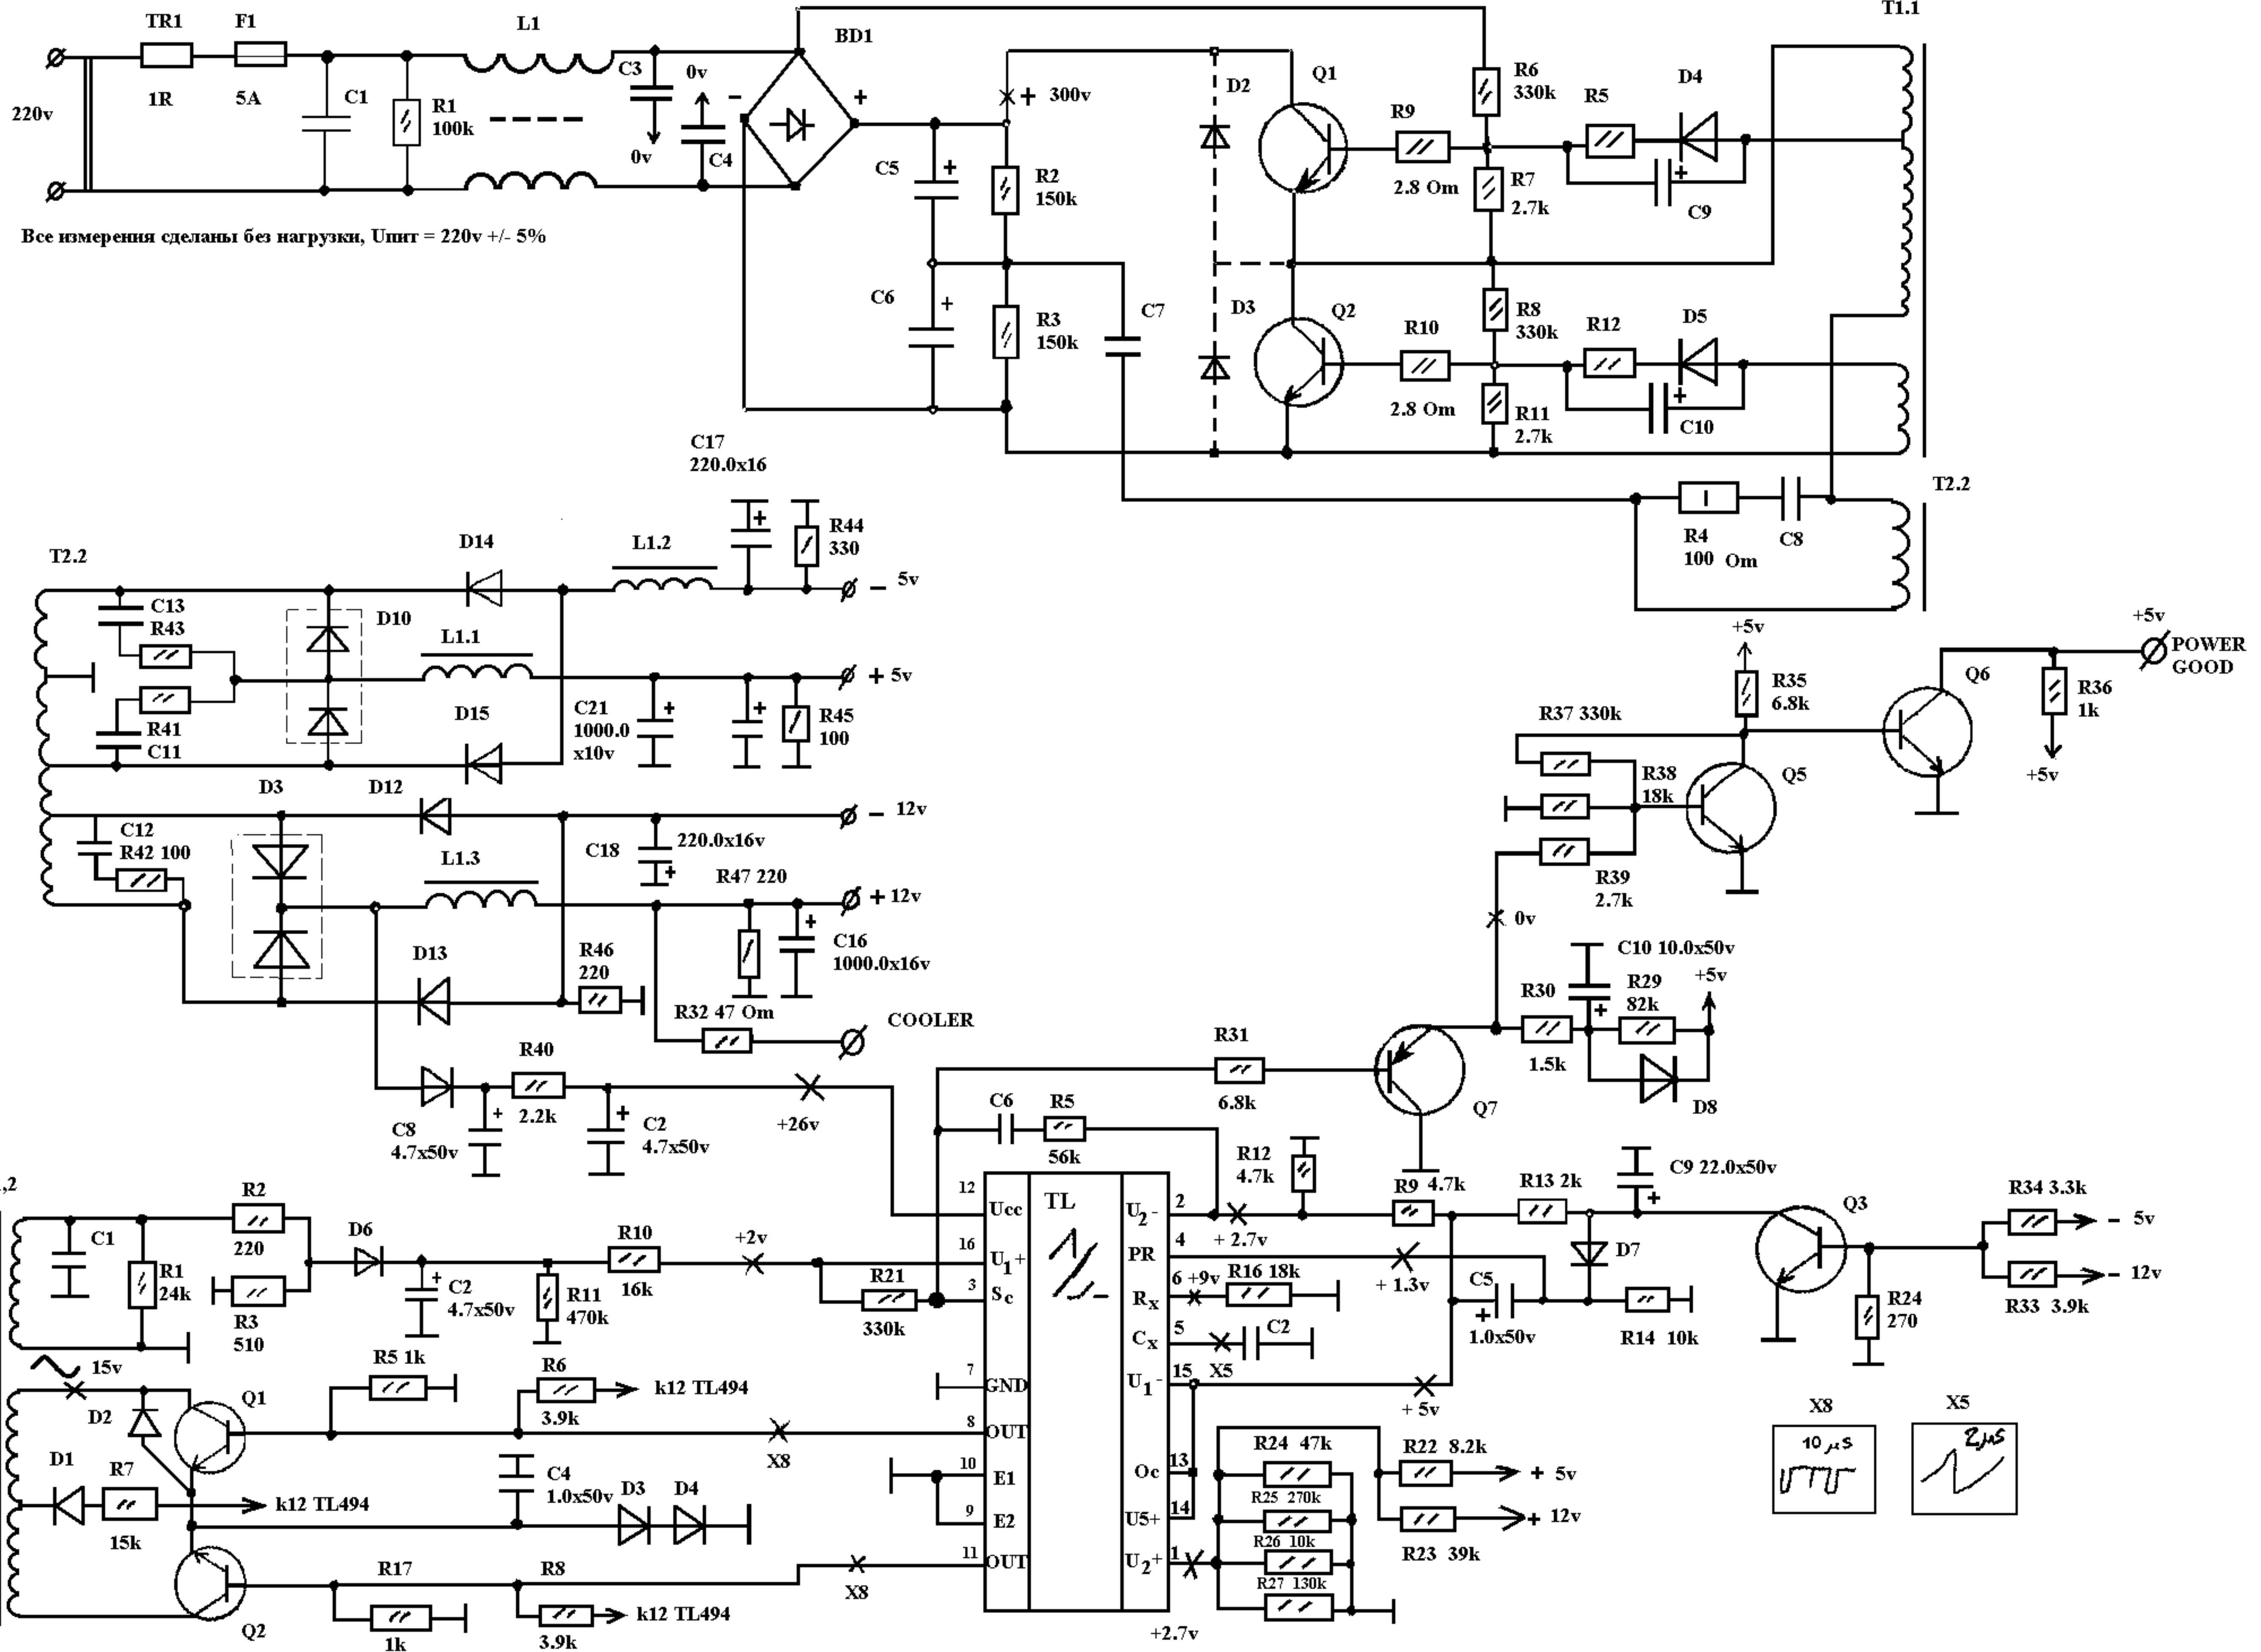 TR1
F1
L1
BD1
T1.1
220v
1R
5A
C1
R1
100k
C3
0v
0v
C4
−
+
+ 300v
D2
Q1
R9
2.8 Om
R6
330k
R5
D4
R7
2.7k
C9
+
C5
+
R2
150k
Все измерения сделаны без нагрузки, Uпит = 220v +/- 5%
C6
+
R3
150k
C7
D3
Q2
R10
2.8 Om
R8
330k
R12
D5
R11
2.7k
C10
+
T2.2
R4
100 Om
C8
C17
220.0x16
+
R44
330
T2.2
D14
L1.2
− 5v
C13
R43
D10
L1.1
+ 5v
R41
C11
D15
C21
1000.0
x10v
+
+
R45
100
D3
D12
− 12v
C12
R42 100
L1.3
C18
220.0x16v
+
R47 220
+ 12v
+
C16
1000.0x16v
D13
R46
220
R32 47 Om
COOLER
R40
2.2k
C8
4.7x50v
+
C2
4.7x50v
+
+26v
+5v
POWER
GOOD
+5v
R35
6.8k
Q6
R36
1k
+5v
R37 330k
R38
18k
Q5
R39
2.7k
0v
C10 10.0x50v
+5v
R30
1.5k
+
R29
82k
D8
R31
6.8k
Q7
C6
R5
56k
R12
4.7k
R9 4.7k
R13 2k
C9 22.0x50v
+
Q3
R34 3.3k
− 5v
− 12v
R33 3.9k
R24
270
D7
R14 10k
C5
+
1.0x50v
+ 2.7v
+ 1.3v
+9v
R16 18k
C2
X5
+ 5v
TL
12
Ucc
16
U1+
3
Sc
7
GND
8
OUT
10
E1
9
E2
11
OUT
2
U2-
4
PR
6
Rx
5
Cx
15
U1-
13
Oc
14
U5+
1
U2+
+2.7v
,2
R2
220
C1
R1
24k
R3
510
D6
+
C2
4.7x50v
R11
470k
R10
16k
+2v
R21
330k
15v
R5 1k
R6
3.9k
k12 TL494
D2
Q1
X8
D1
R7
15k
k12 TL494
C4
1.0x50v
D3
D4
Q2
R17
1k
R8
3.9k
k12 TL494
X8
R24 47k
R25 270k
R26 10k
R27 130k
R22 8.2k
+ 5v
+ 12v
R23 39k
X8
10 µs
X5
2µs